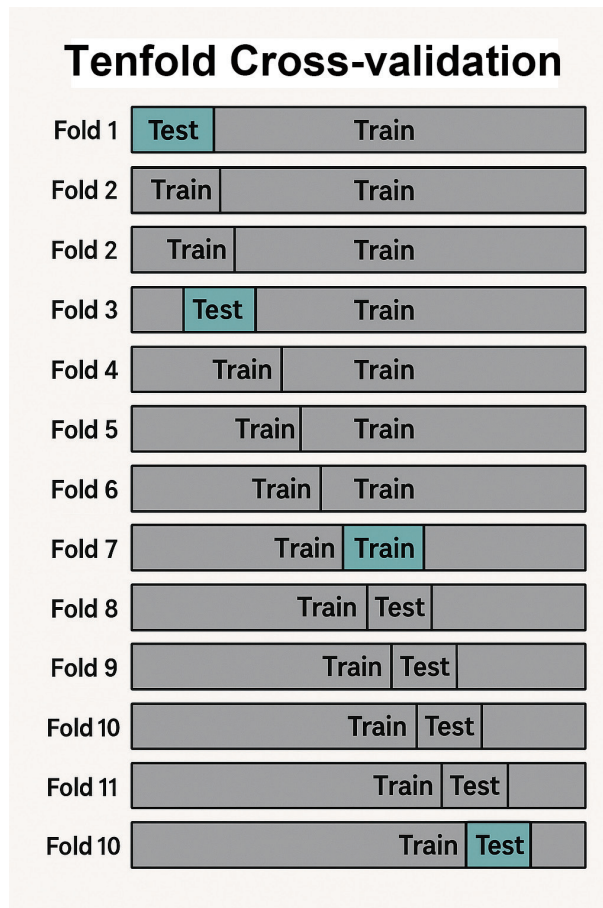 Tenfold Cross-validation
Fold 1 Test Train
Fold 2 Train Train
Fold 2 Train Train
Fold 3 Test Train
Fold 4 Train Train
Fold 5 Train Train
Fold 6 Train Train
Fold 7 Train Train
Fold 8 Train Test
Fold 9 Train Test
Fold 10 Train Test
Fold 11 Train Test
Fold 10 Train Test